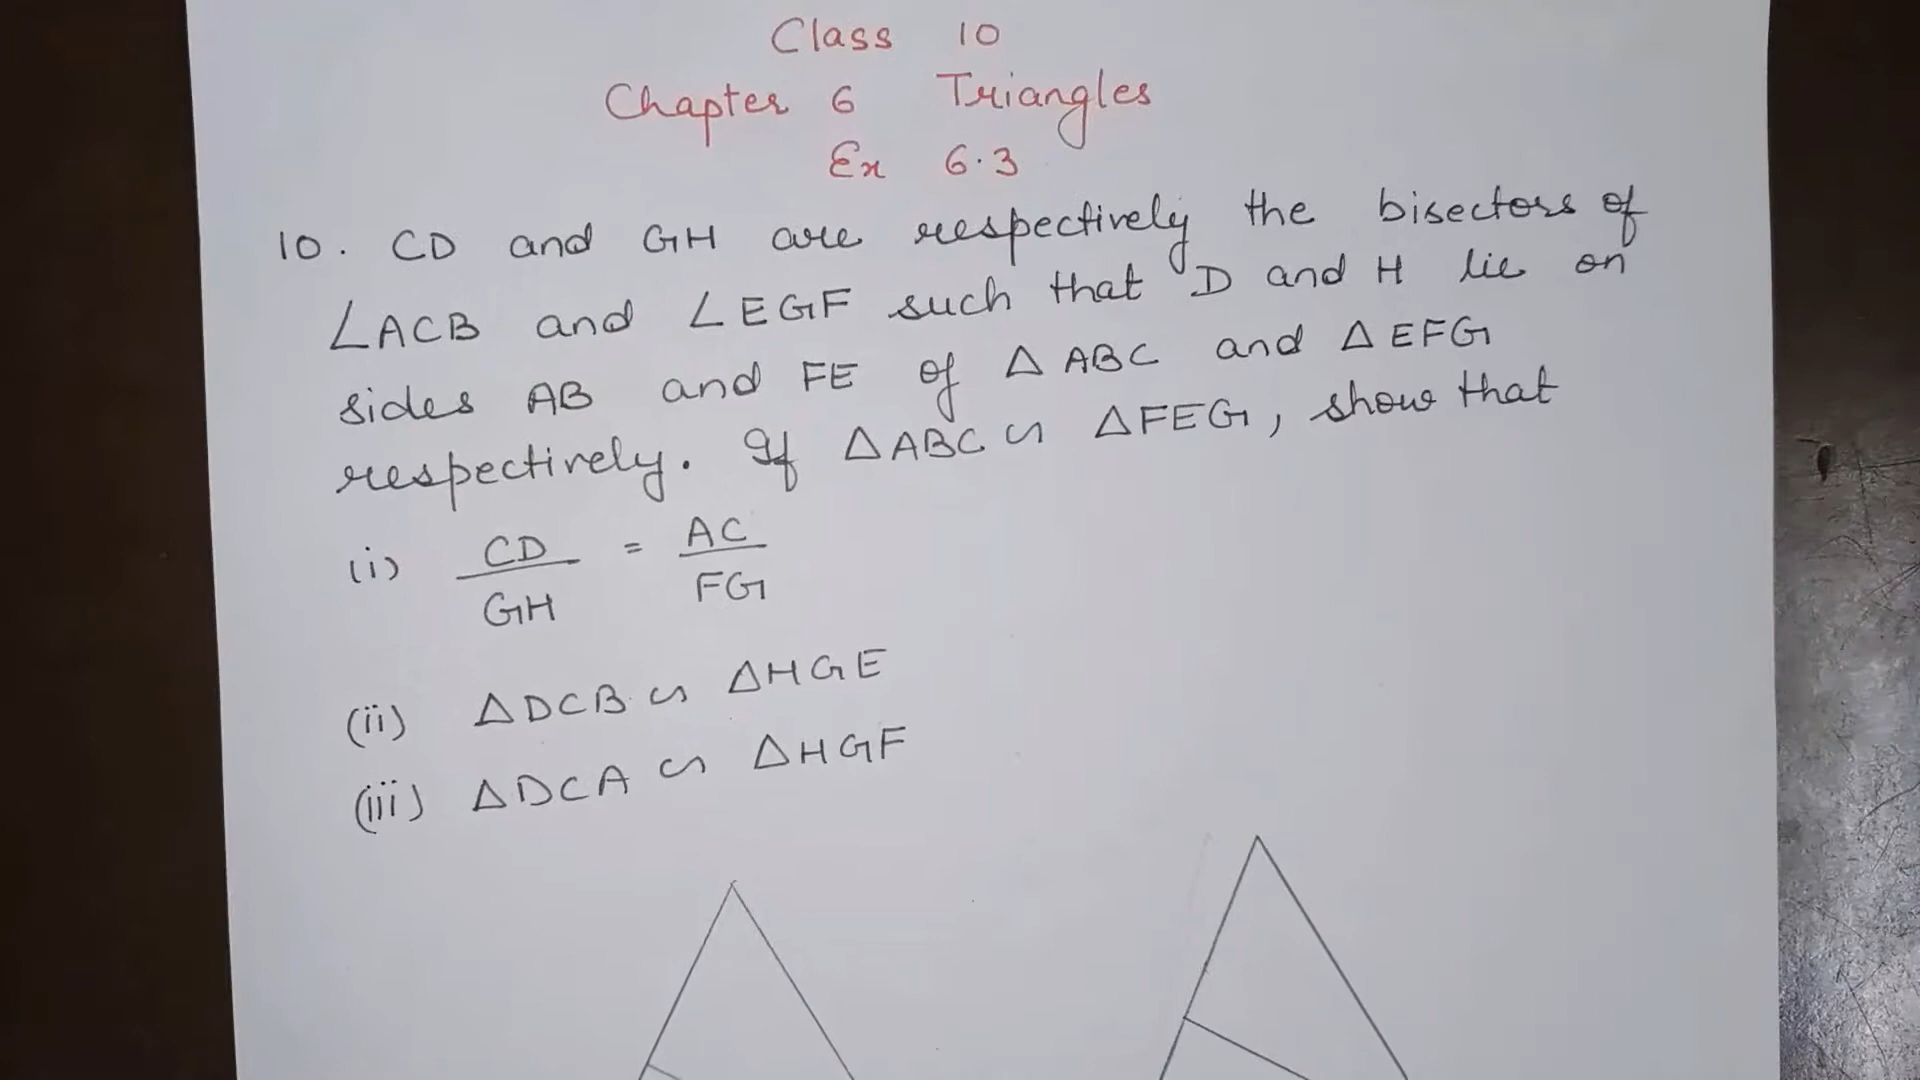 Class 10
Chapter 6 Triangles
Ex 6.3
10. CD and GH are respectively the bisectors of
∠ACB and ∠EGF such that D and H lie on
sides AB and FE of △ABC and △EFG
respectively. If △ABC ∽ △FEG, show that
(i) CD/GH = AC/FG
(ii) △DCB ∽ △HGE
(iii) △DCA ∽ △HGF